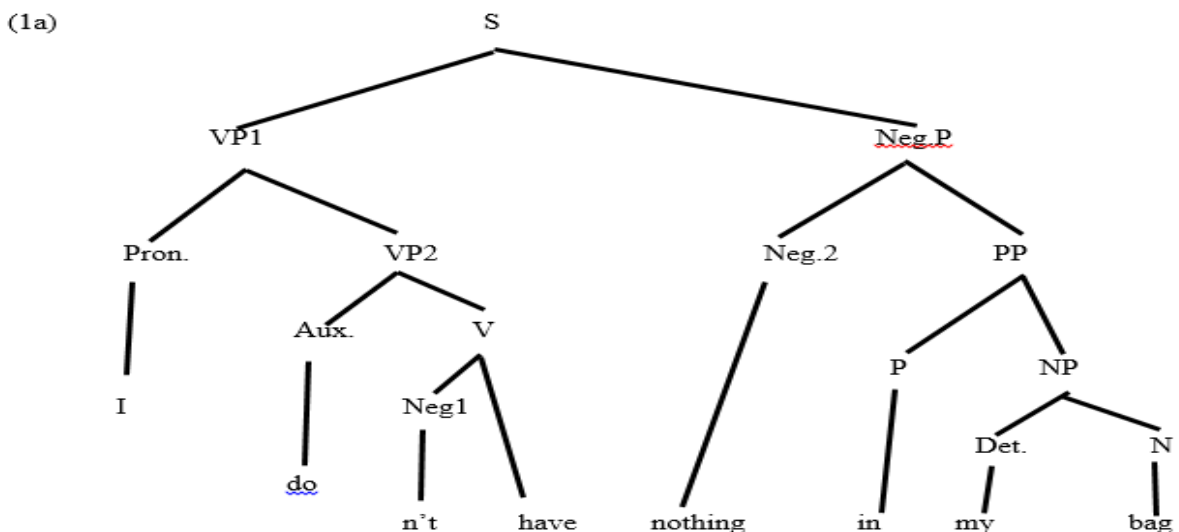 (1a) S
VP1 Neg.P
Pron. VP2 Neg.2 PP
Aux. V
P NP
I Neg1
Det. N
do
n't have nothing in my bag